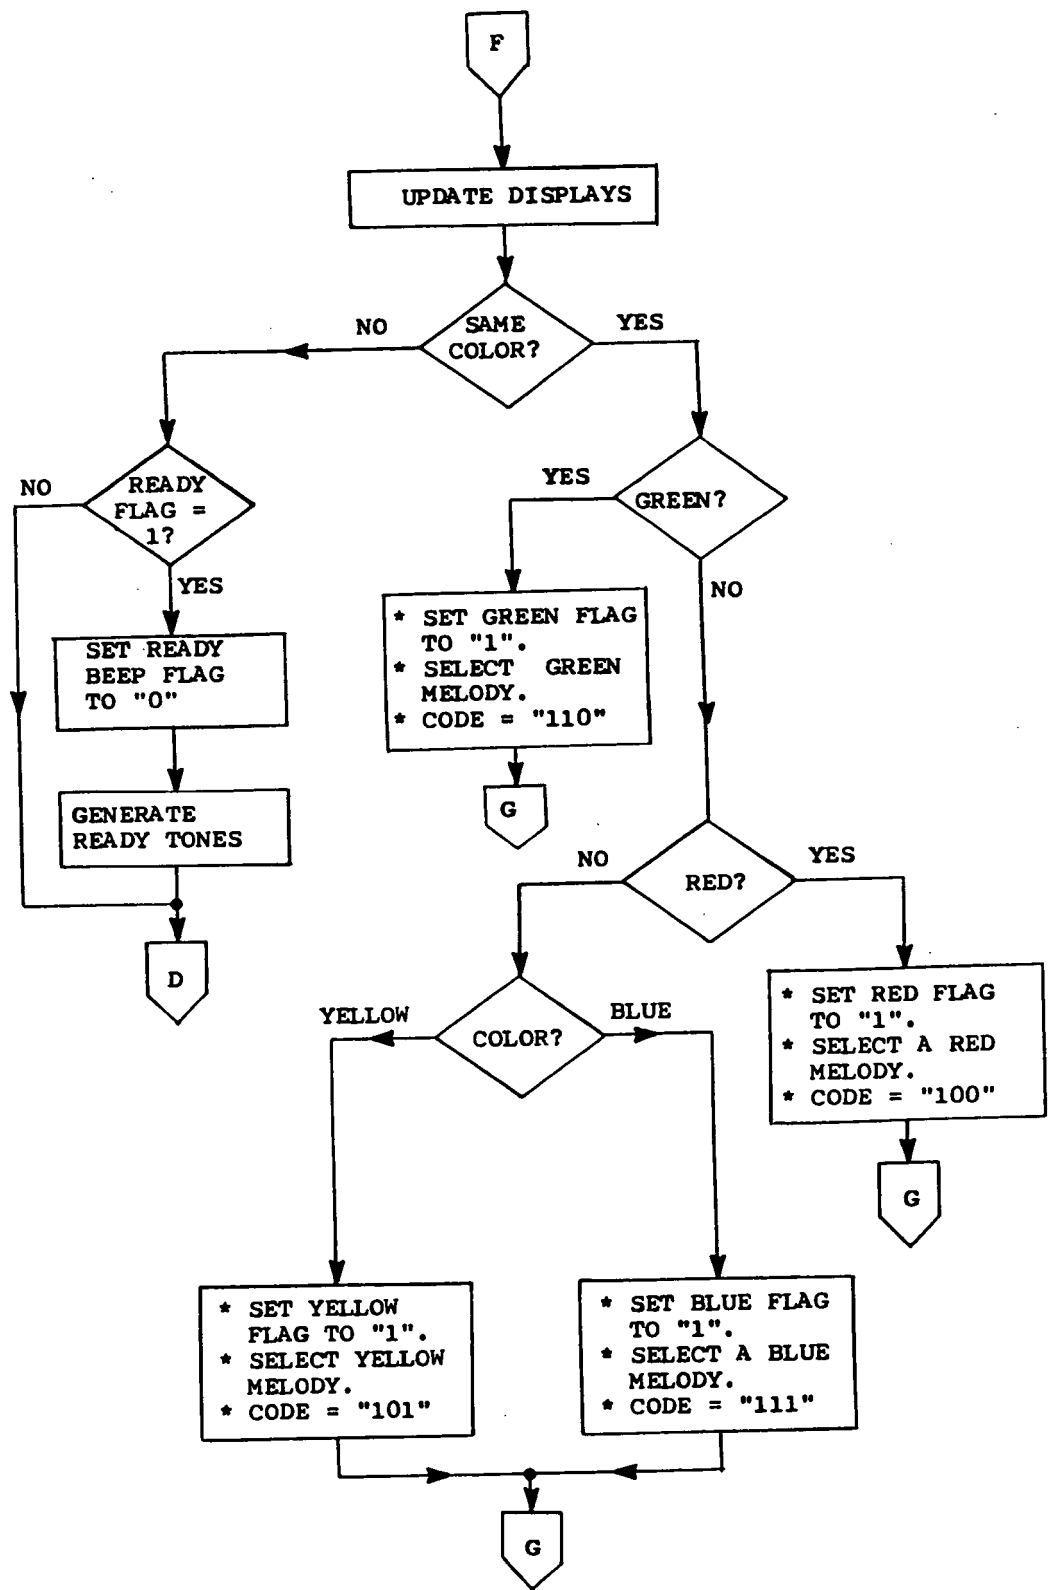 F
UPDATE DISPLAYS
NO
SAME
COLOR?
YES
NO
READY
FLAG =
1?
YES
SET READY
BEEP FLAG
TO "0"
GENERATE
READY TONES
D
YES
GREEN?
NO
* SET GREEN FLAG
TO "1".
* SELECT GREEN
MELODY.
* CODE = "110"
G
NO
RED?
YES
* SET RED FLAG
TO "1".
* SELECT A RED
MELODY.
* CODE = "100"
G
YELLOW
COLOR?
BLUE
* SET YELLOW
FLAG TO "1".
* SELECT YELLOW
MELODY.
* CODE = "101"
* SET BLUE FLAG
TO "1".
* SELECT A BLUE
MELODY.
* CODE = "111"
G